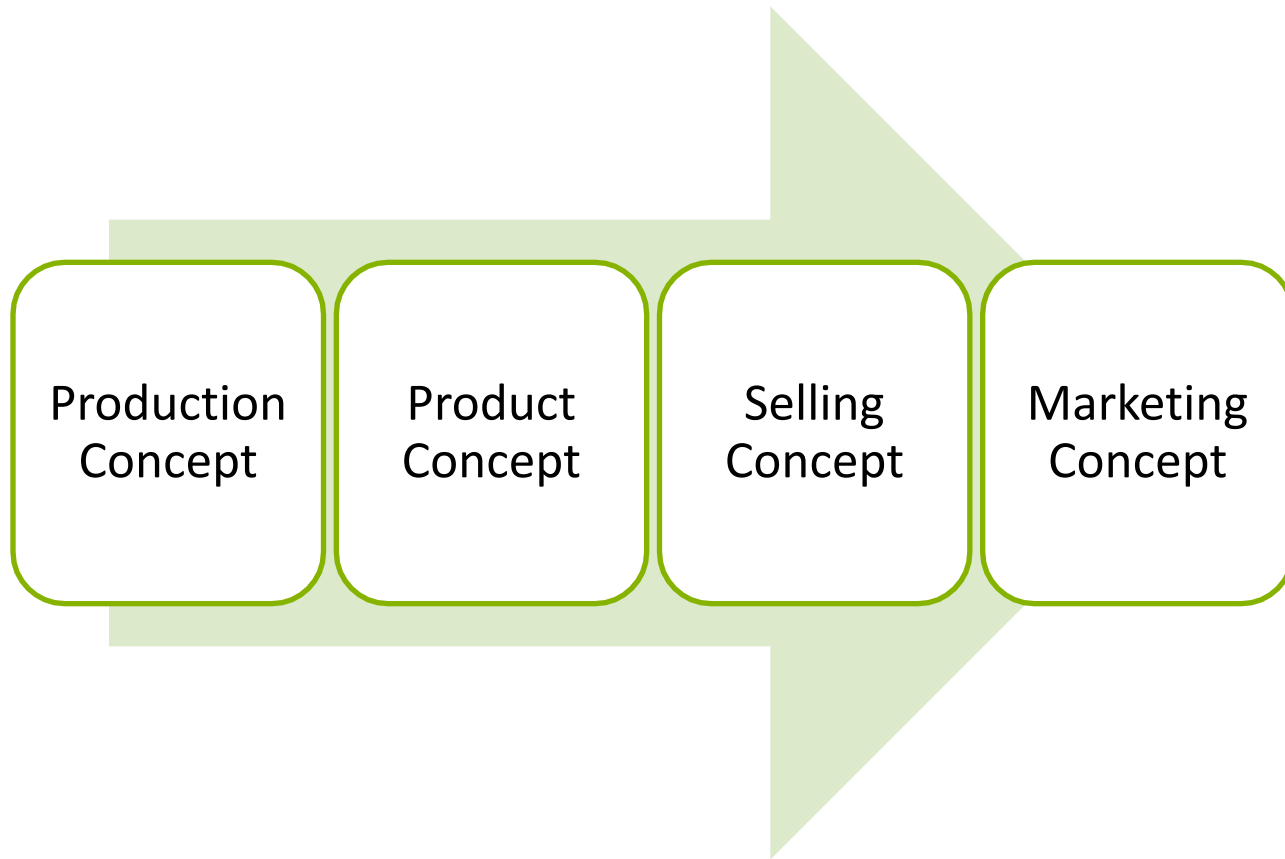 Production
Concept
Product
Concept
Selling
Concept
Marketing
Concept